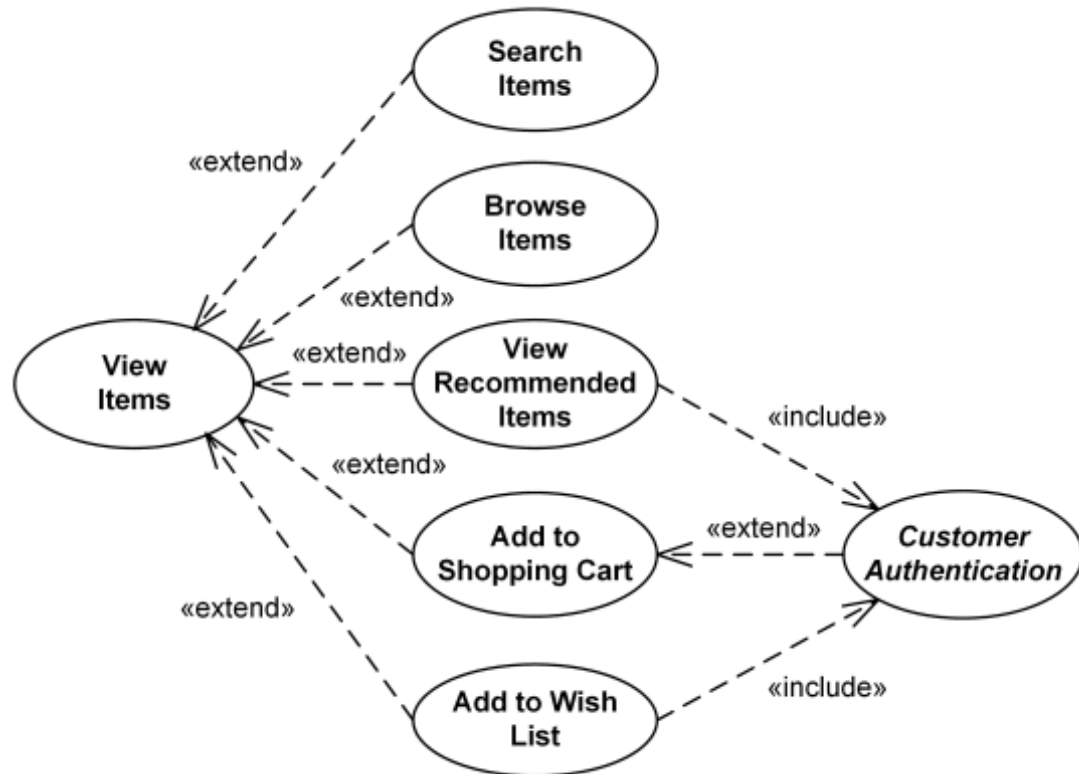 Search
Items
«extend»
Browse
Items
«extend»
View
Items
«extend»
View
Recommended
Items
«include»
«extend»
Add to
Shopping Cart
«extend»
Customer
Authentication
«extend»
Add to Wish
List
«include»